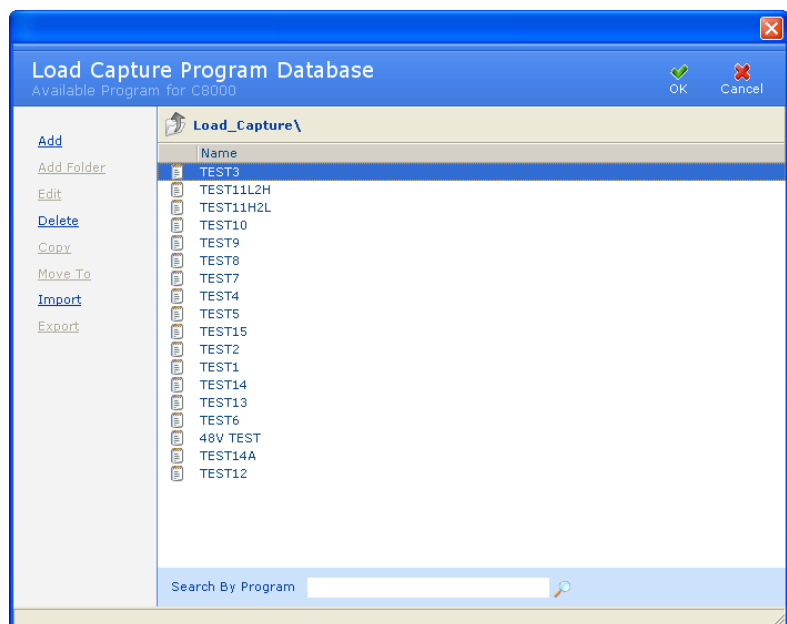 Load Capture Program Database
Available Program for C8000
OK
Cancel
Add
Add Folder
Edit
Delete
Copy
Move To
Import
Export
Load_Capture\
Name
TEST3
TEST11L2H
TEST11H2L
TEST10
TEST9
TEST8
TEST7
TEST4
TEST5
TEST15
TEST2
TEST1
TEST14
TEST13
TEST6
48V TEST
TEST14A
TEST12
Search By Program